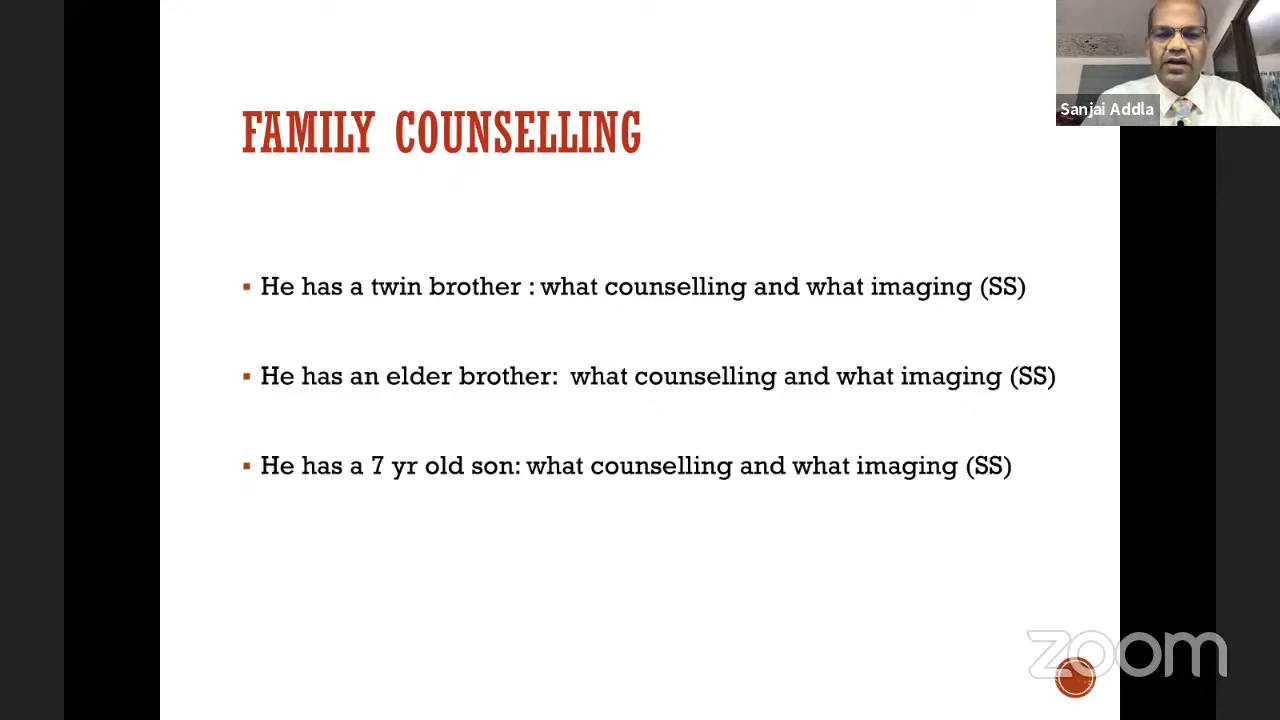 Sanjai Addla
FAMILY COUNSELLING
▪ He has a twin brother : what counselling and what imaging (SS)
▪ He has an elder brother:  what counselling and what imaging (SS)
▪ He has a 7 yr old son: what counselling and what imaging (SS)
zoom